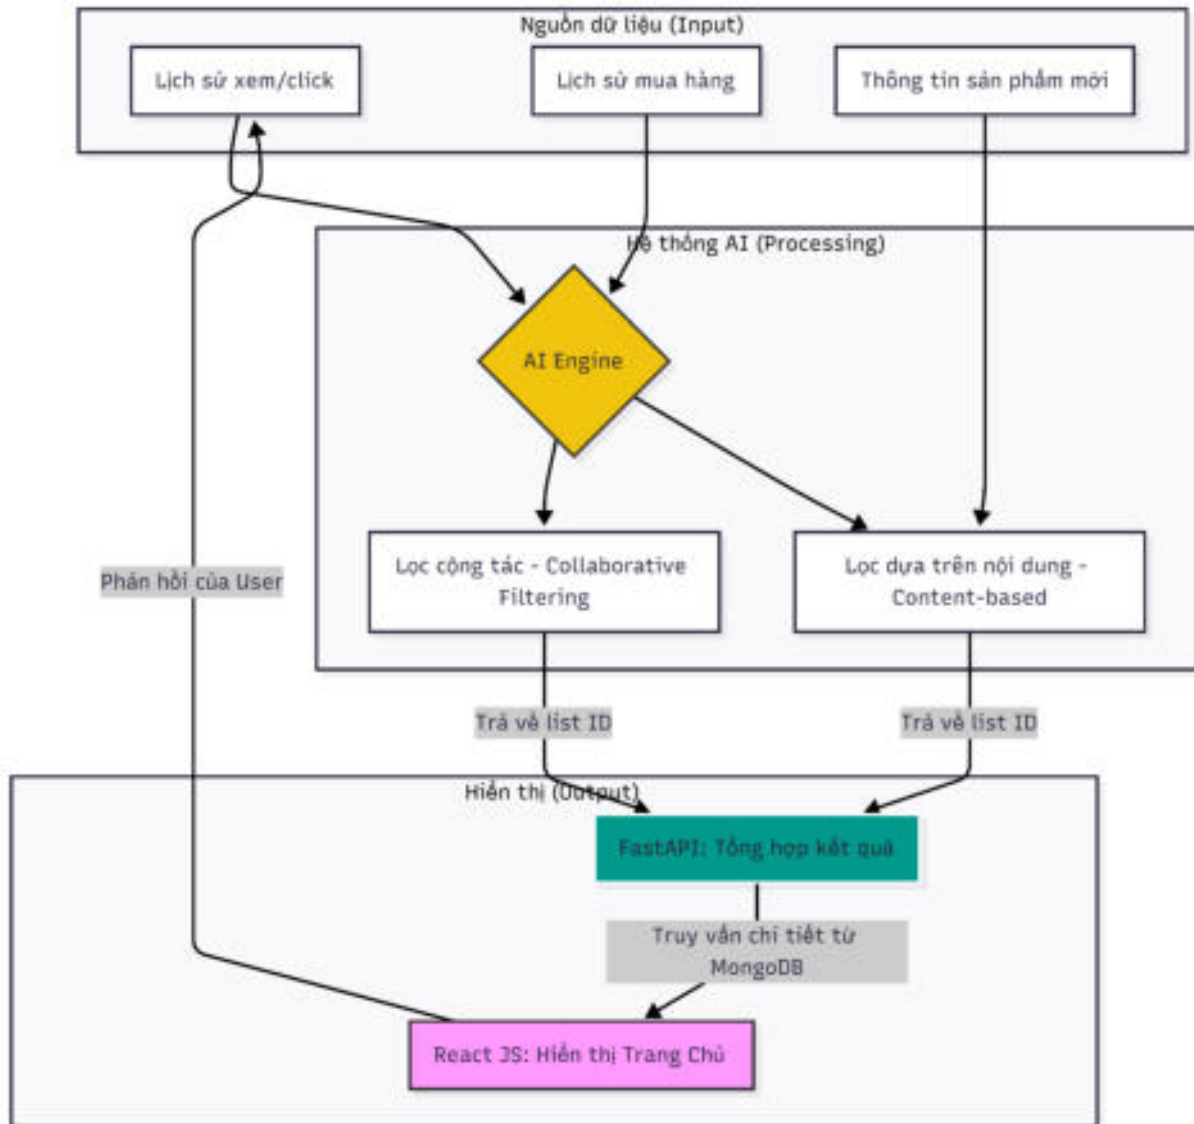 Nguồn dữ liệu (Input)
Lịch sử xem/click
Lịch sử mua hàng
Thông tin sản phẩm mới
Hệ thống AI (Processing)
AI Engine
Lọc cộng tác - Collaborative
Filtering
Lọc dựa trên nội dung -
Content-based
Phản hồi của User
Trả về list ID
Trả về list ID
Hiển thị (Output)
FastAPI: Tổng hợp kết quả
Truy vấn chi tiết từ
MongoDB
React JS: Hiển thị Trang Chủ